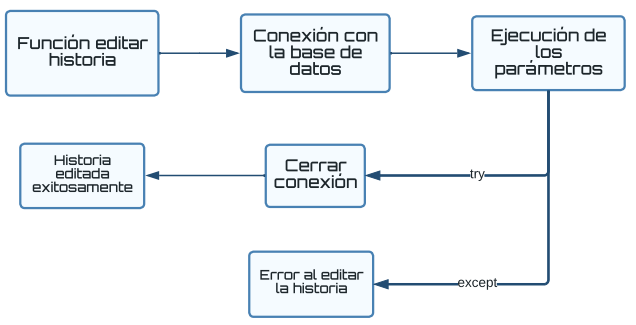 Función editar
historia
Conexión con
la base de
datos
Ejecución de
los
parámetros
Historia
editada
exitosamente
Cerrar
conexión
try
Error al editar
la historia
except